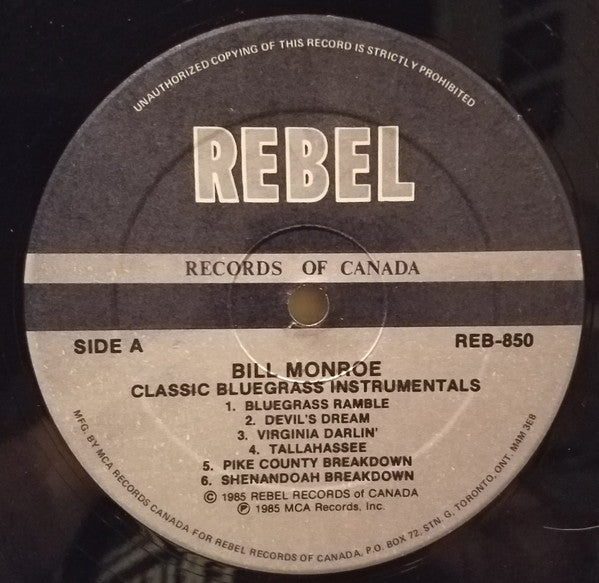 UNAUTHORIZED COPYING OF THIS RECORD IS STRICTLY PROHIBITED
REBEL
RECORDS OF CANADA
SIDE A
REB-850
BILL MONROE
CLASSIC BLUEGRASS INSTRUMENTALS
1. BLUEGRASS RAMBLE
2. DEVIL'S DREAM
3. VIRGINIA DARLIN'
4. TALLAHASSEE
5. PIKE COUNTY BREAKDOWN
6. SHENANDOAH BREAKDOWN
© 1985 REBEL RECORDS of CANADA
℗ 1985 MCA Records, Inc.
MFG. BY MCA RECORDS CANADA FOR REBEL RECORDS OF CANADA, P.O. BOX 72, STN. G, TORONTO, ONT. M4M 3E8